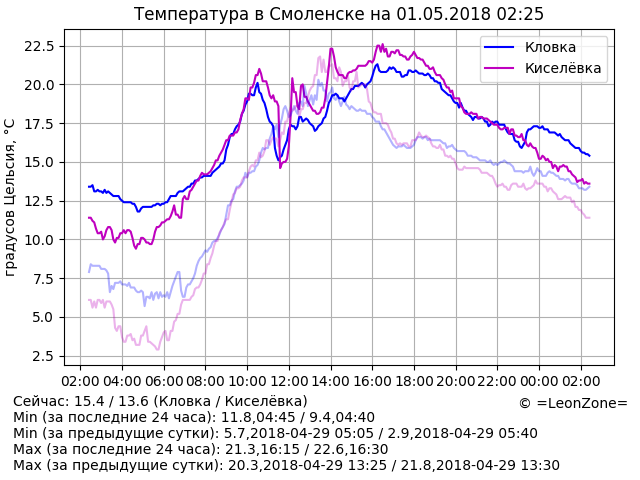 Температура в Смоленске на 01.05.2018 02:25
Кловка
Киселёвка
градусов Цельсия, °C
22.5
20.0
17.5
15.0
12.5
10.0
7.5
5.0
2.5
02:00 04:00 06:00 08:00 10:00 12:00 14:00 16:00 18:00 20:00 22:00 00:00 02:00
Сейчас: 15.4 / 13.6 (Кловка / Киселёвка)
© =LeonZone=
Min (за последние 24 часа): 11.8,04:45 / 9.4,04:40
Min (за предыдущие сутки): 5.7,2018-04-29 05:05 / 2.9,2018-04-29 05:40
Max (за последние 24 часа): 21.3,16:15 / 22.6,16:30
Max (за предыдущие сутки): 20.3,2018-04-29 13:25 / 21.8,2018-04-29 13:30